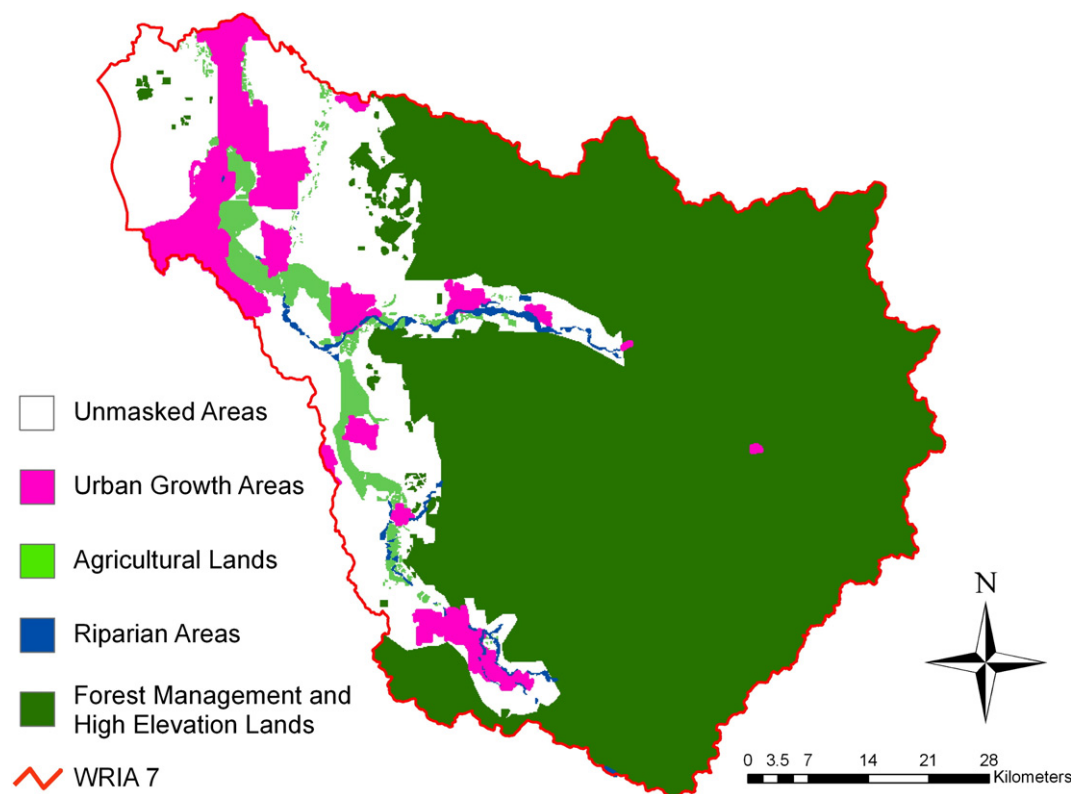 Unmasked Areas
Urban Growth Areas
Agricultural Lands
Riparian Areas
Forest Management and
High Elevation Lands
WRIA 7
N
0 3.5 7 14 21 28
Kilometers